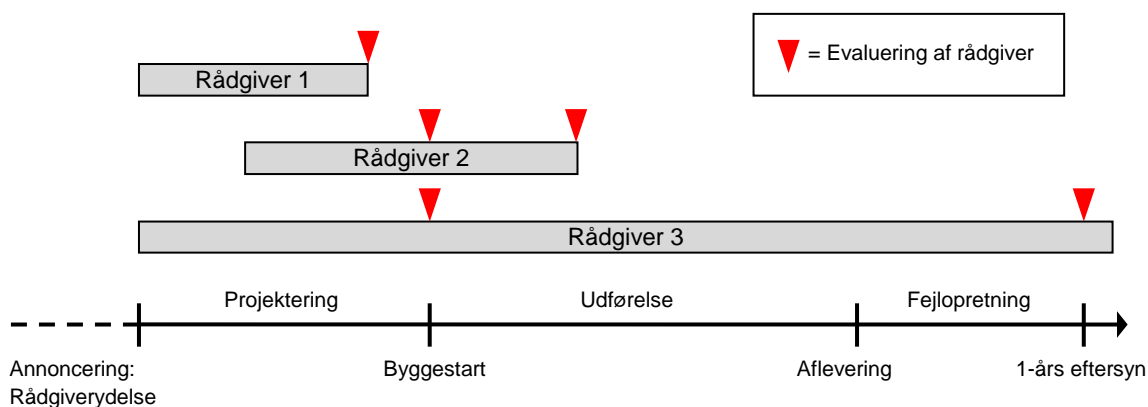 = Evaluering af rådgiver
Rådgiver 1
Rådgiver 2
Rådgiver 3
Projektering
Udførelse
Fejlopretning
Annoncering:
Rådgiverydelse
Byggestart
Aflevering
1-års eftersyn